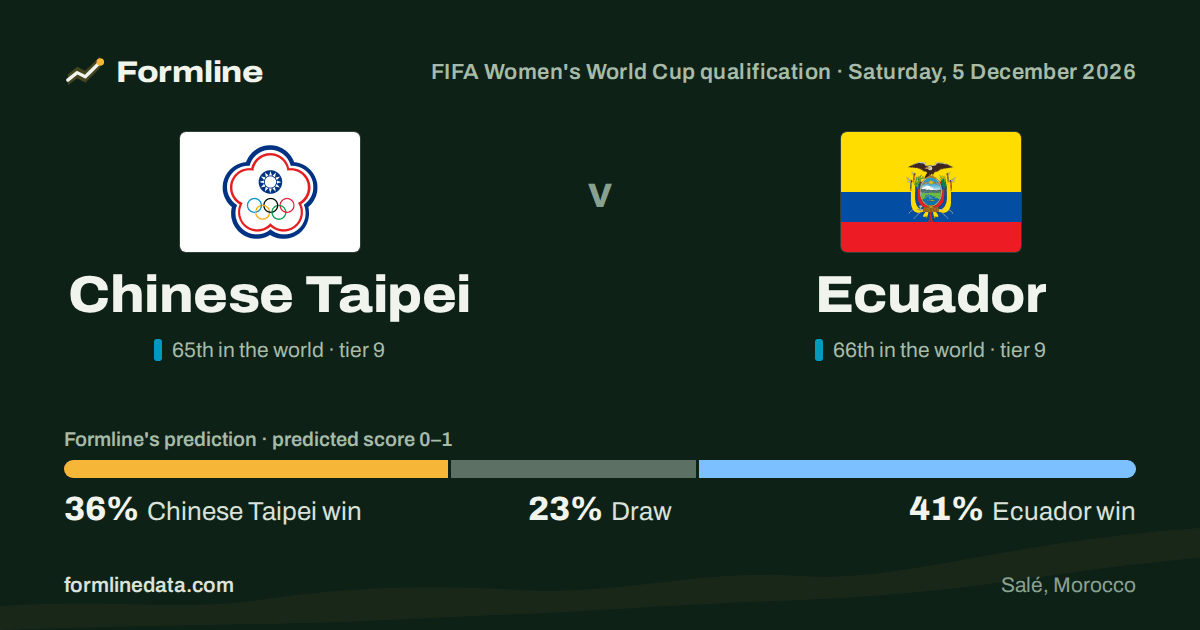 Formline
FIFA Women's World Cup qualification · Saturday, 5 December 2026
V
Chinese Taipei
Ecuador
65th in the world · tier 9
66th in the world · tier 9
Formline's prediction · predicted score 0–1
36% Chinese Taipei win
23% Draw
41% Ecuador win
formlinedata.com
Salé, Morocco